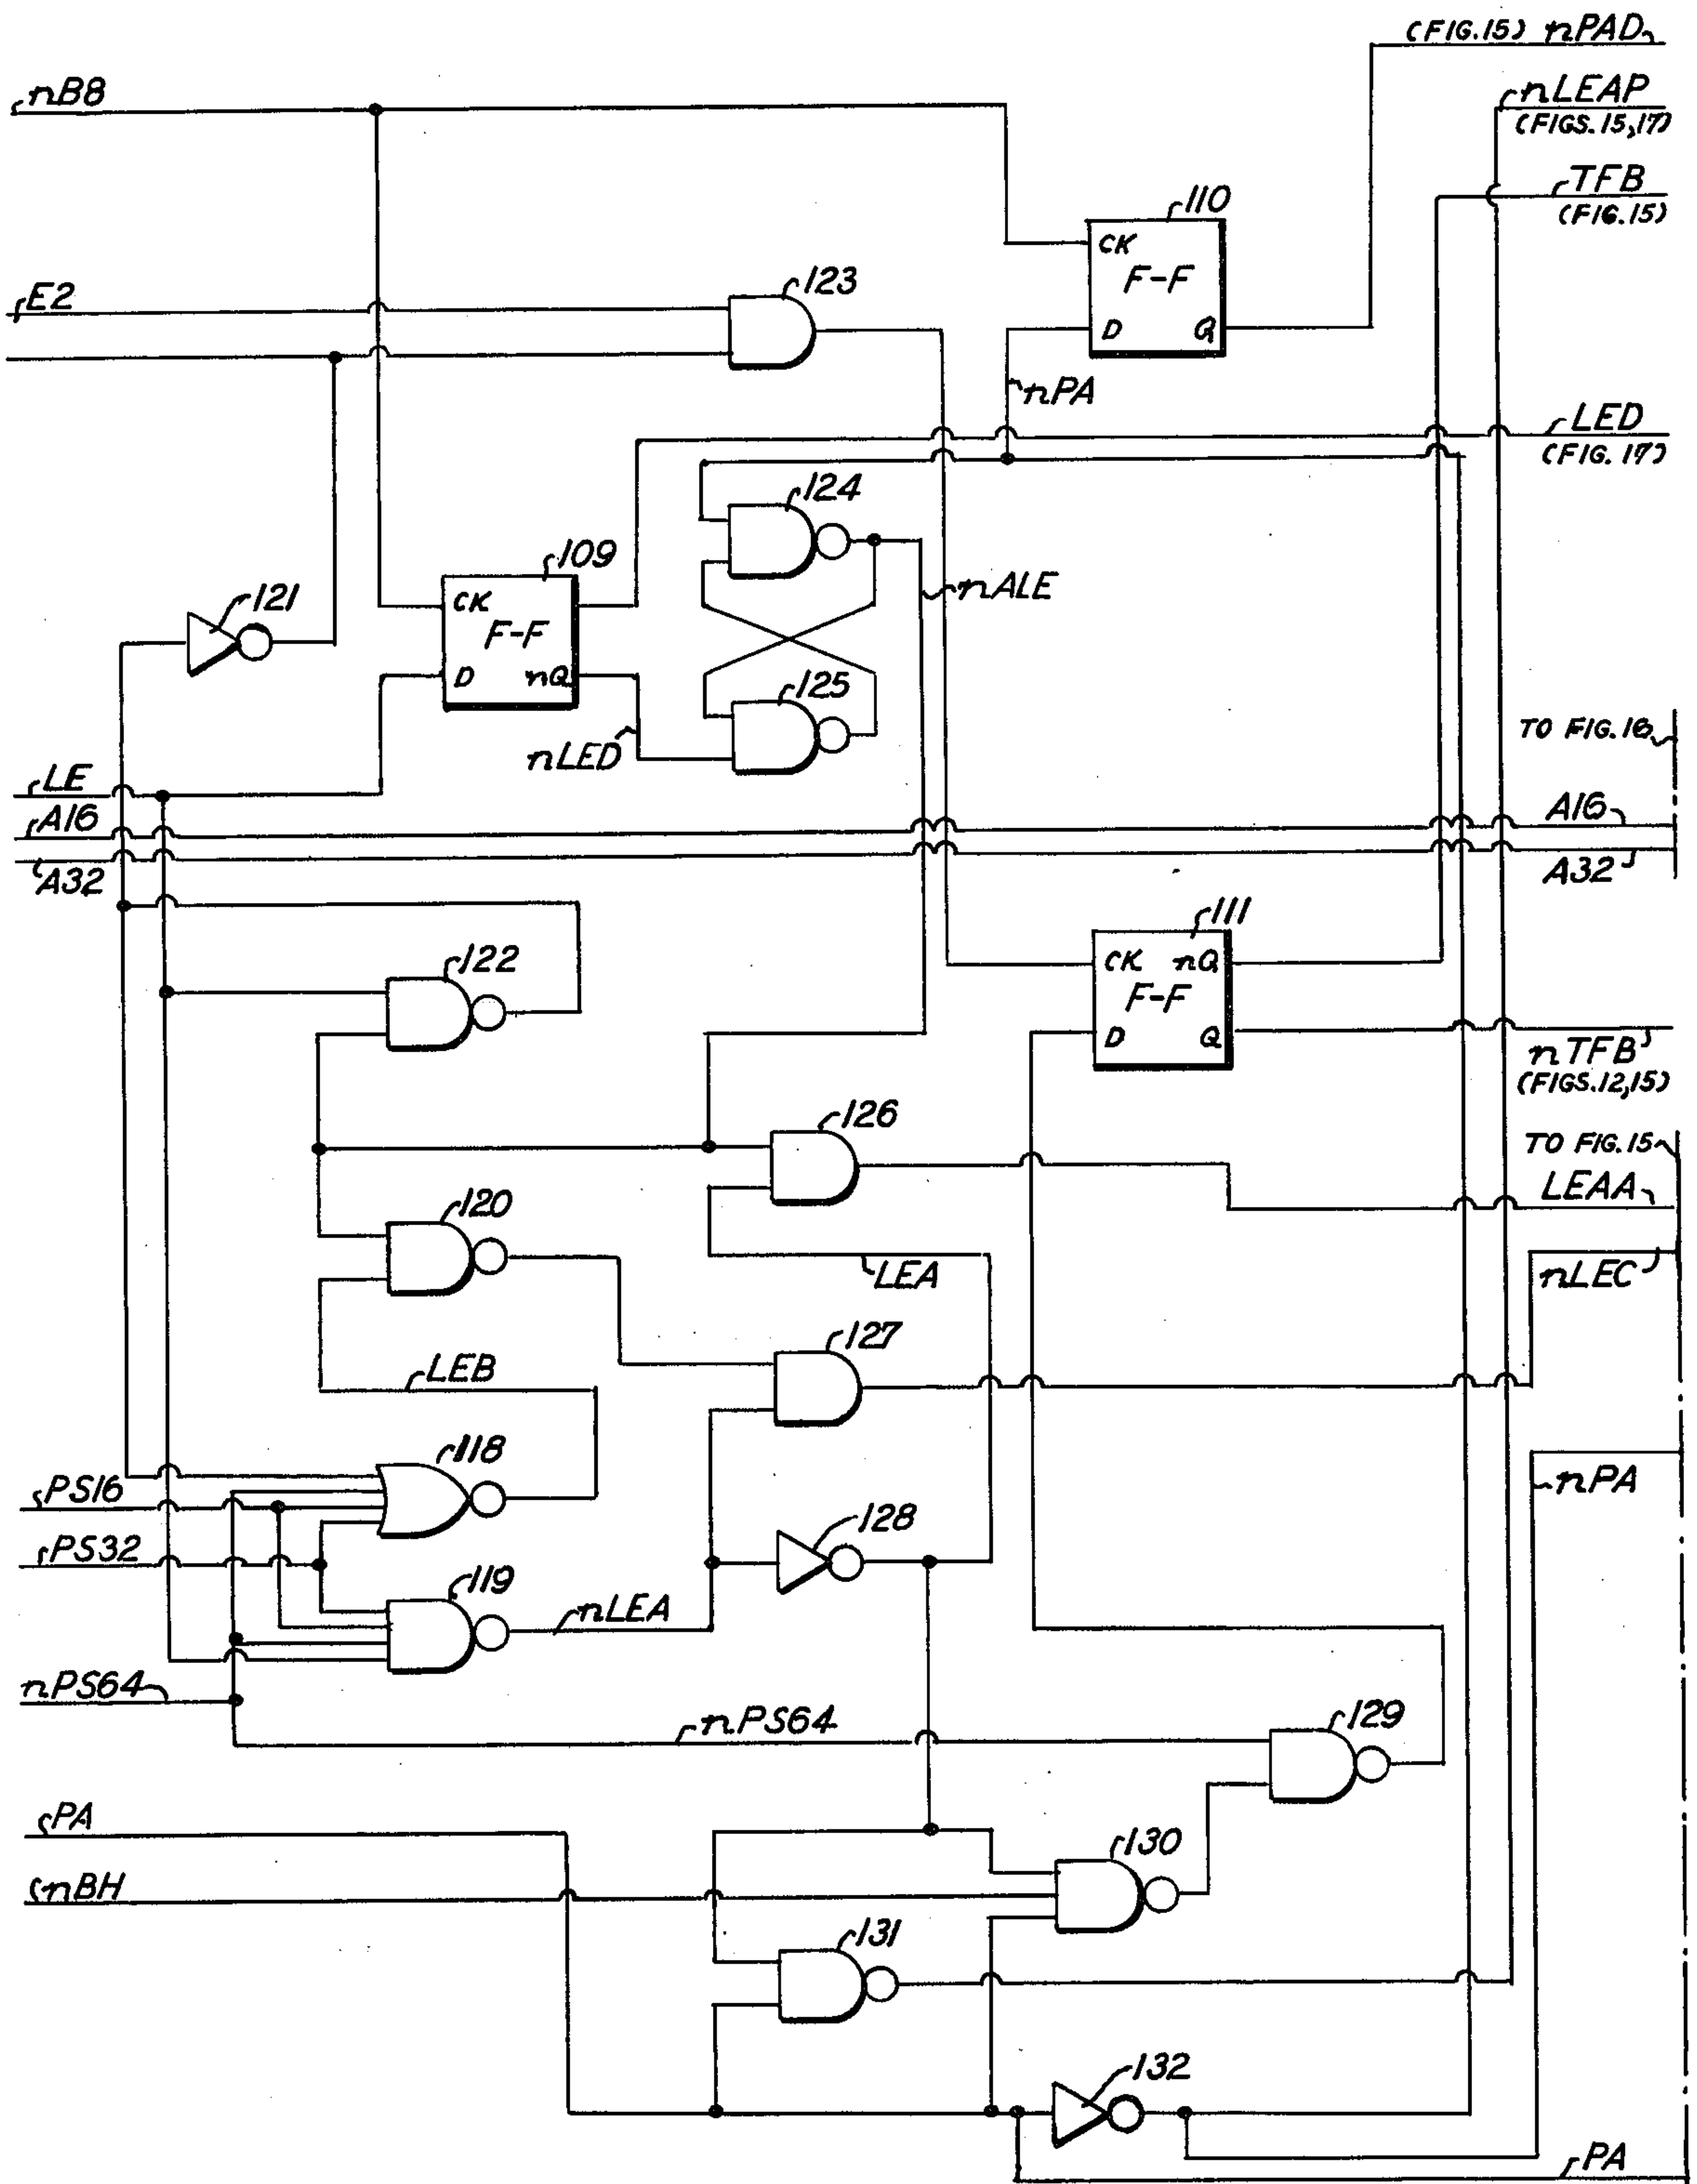 (FIG.15) nPAD
nB8
nLEAP
(FIGS.15,17)
TFB
(FIG.15)
110
CK
F-F
D Q
E2
123
nPA
LED
(FIG. 17)
124
109
CK
F-F
D nQ
nALE
121
125
nLED
TO FIG.16
LE
A16
A16
A32
A32
111
CK nQ
F-F
D Q
122
nTFB
(FIGS.12,15)
126
TO FIG.15
LEAA
120
LEA
nLEC
127
LEB
118
PS16
nPA
128
PS32
119
nLEA
nPS64
nPS64
129
PA
130
nBH
131
132
PA